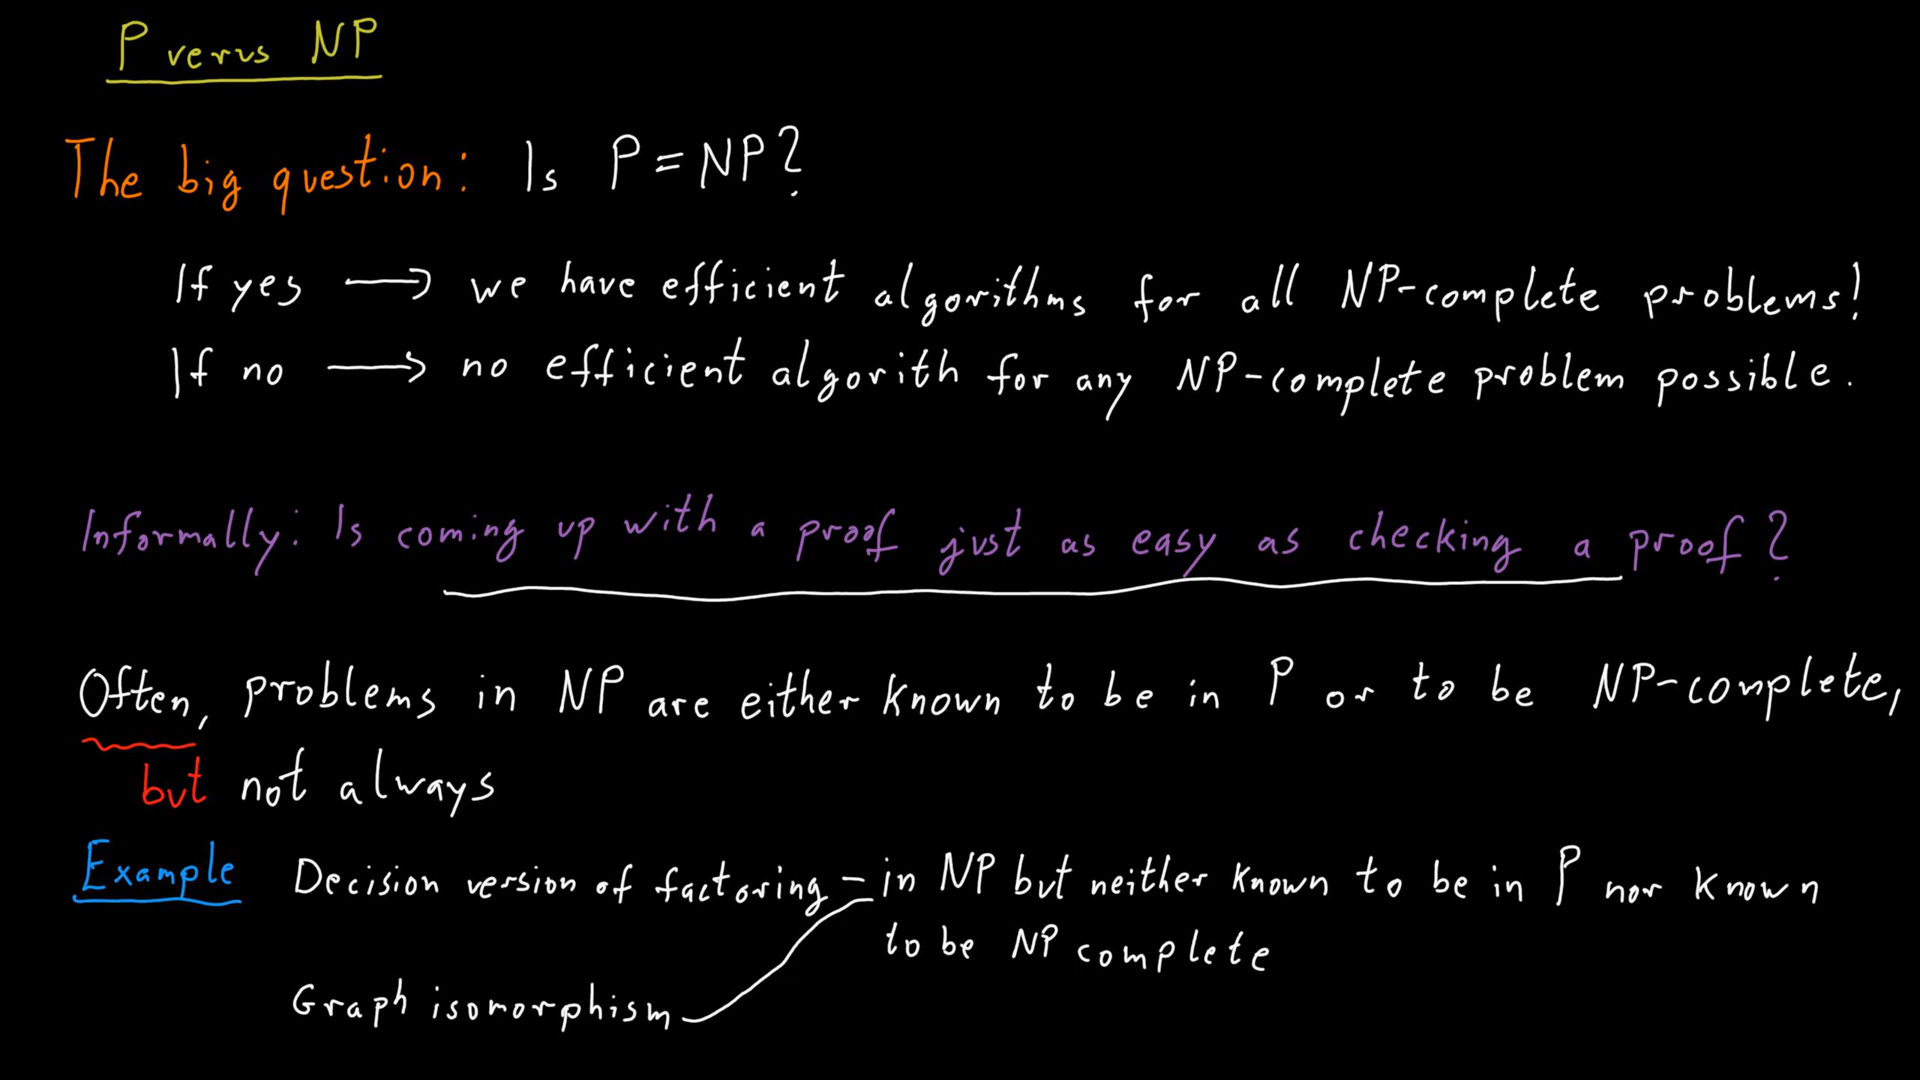 P verus NP
The big question: Is P = NP?
If yes → we have efficient algorithms for all NP-complete problems!
If no → no efficient algorith for any NP-complete problem possible.
Informally: Is coming up with a proof just as easy as checking a proof?
Often, problems in NP are either known to be in P or to be NP-complete,
but not always
Example Decision version of factoring - in NP but neither known to be in P nor known
to be NP complete
Graph isomorphism